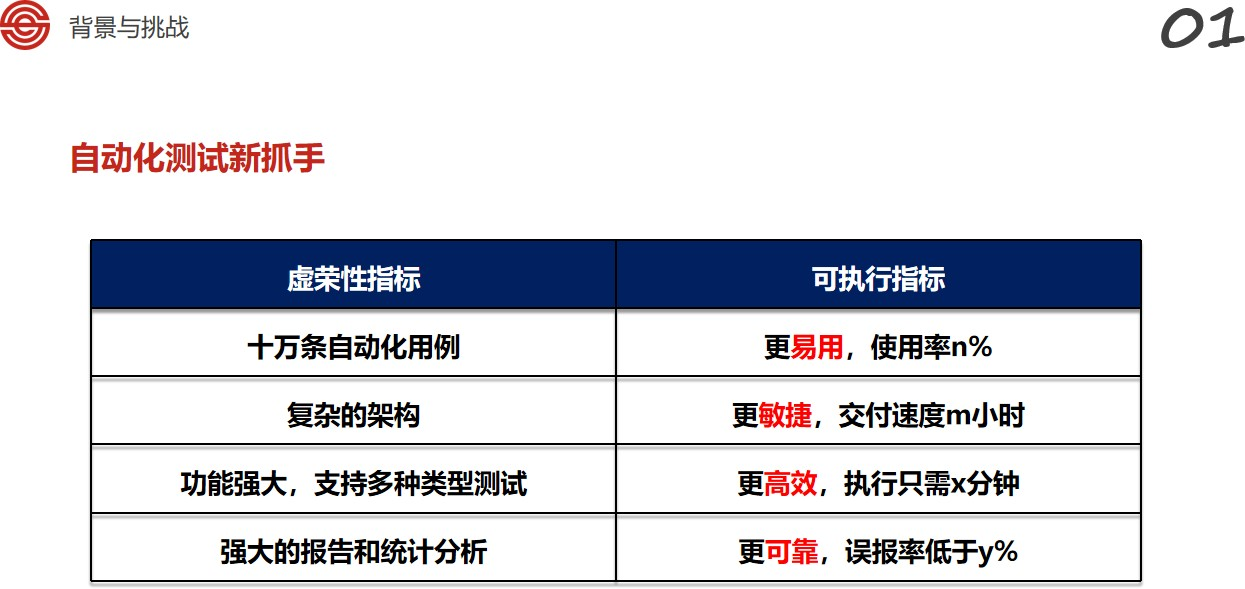 背景与挑战
01
自动化测试新抓手
虚荣性指标 可执行指标
十万条自动化用例 更易用，使用率n%
复杂的架构 更敏捷，交付速度m小时
功能强大，支持多种类型测试 更高效，执行只需x分钟
强大的报告和统计分析 更可靠，误报率低于y%